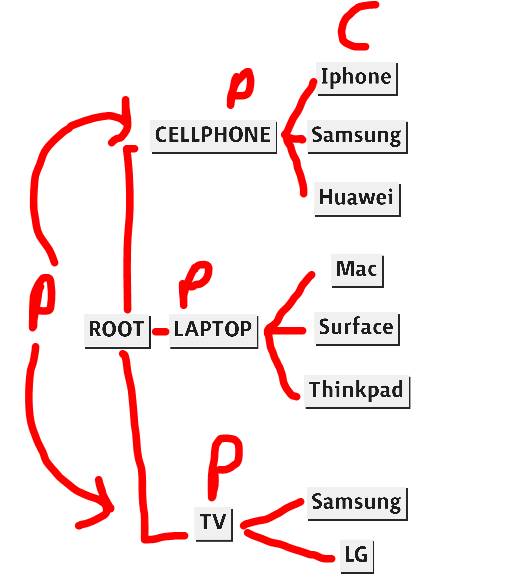 C
Iphone
P
CELLPHONE
Samsung
Huawei
P
P
Mac
ROOT
LAPTOP
Surface
Thinkpad
P
Samsung
TV
LG